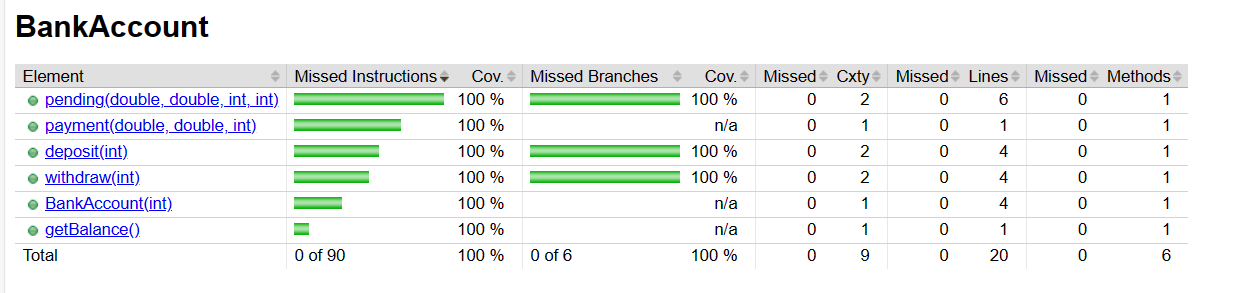 BankAccount
Element Missed Instructions Cov. Missed Branches Cov. Missed Cxty Missed Lines Missed Methods
pending(double, double, int, int) 100 % 100 % 0 2 0 6 0 1
payment(double, double, int) 100 % n/a 0 1 0 1 0 1
deposit(int) 100 % 100 % 0 2 0 4 0 1
withdraw(int) 100 % 100 % 0 2 0 4 0 1
BankAccount(int) 100 % n/a 0 1 0 4 0 1
getBalance() 100 % n/a 0 1 0 1 0 1
Total 0 of 90 100 % 0 of 6 100 % 0 9 0 20 0 6